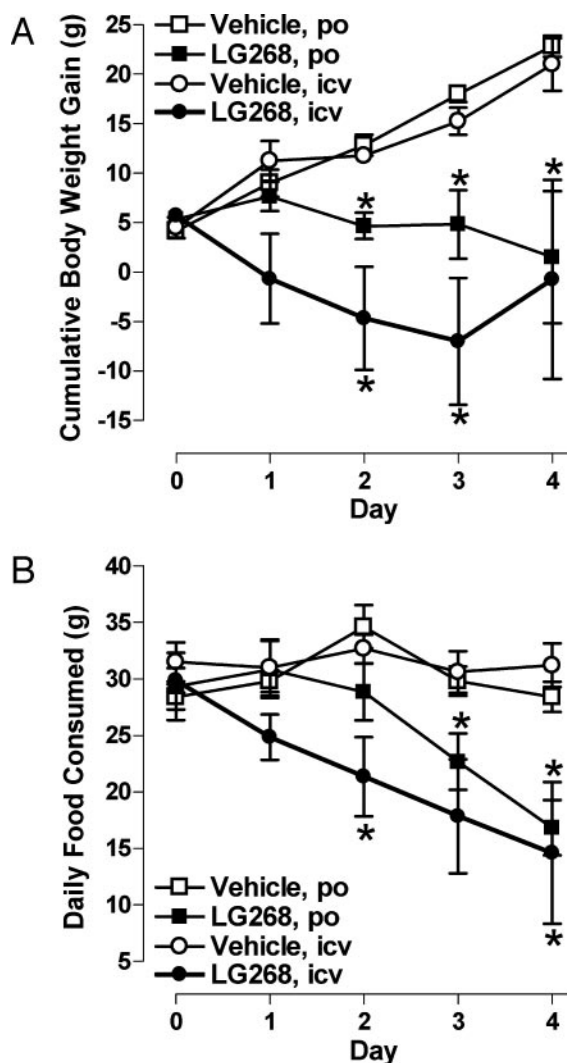 A
Cumulative Body Weight Gain (g)
25
20
15
10
5
0
-5
-10
-15
Vehicle, po
LG268, po
Vehicle, icv
LG268, icv
*
*
*
*
*
0 1 2 3 4
Day
B
Daily Food Consumed (g)
40
35
30
25
20
15
10
5
*
*
*
*
Vehicle, po
LG268, po
Vehicle, icv
LG268, icv
0 1 2 3 4
Day